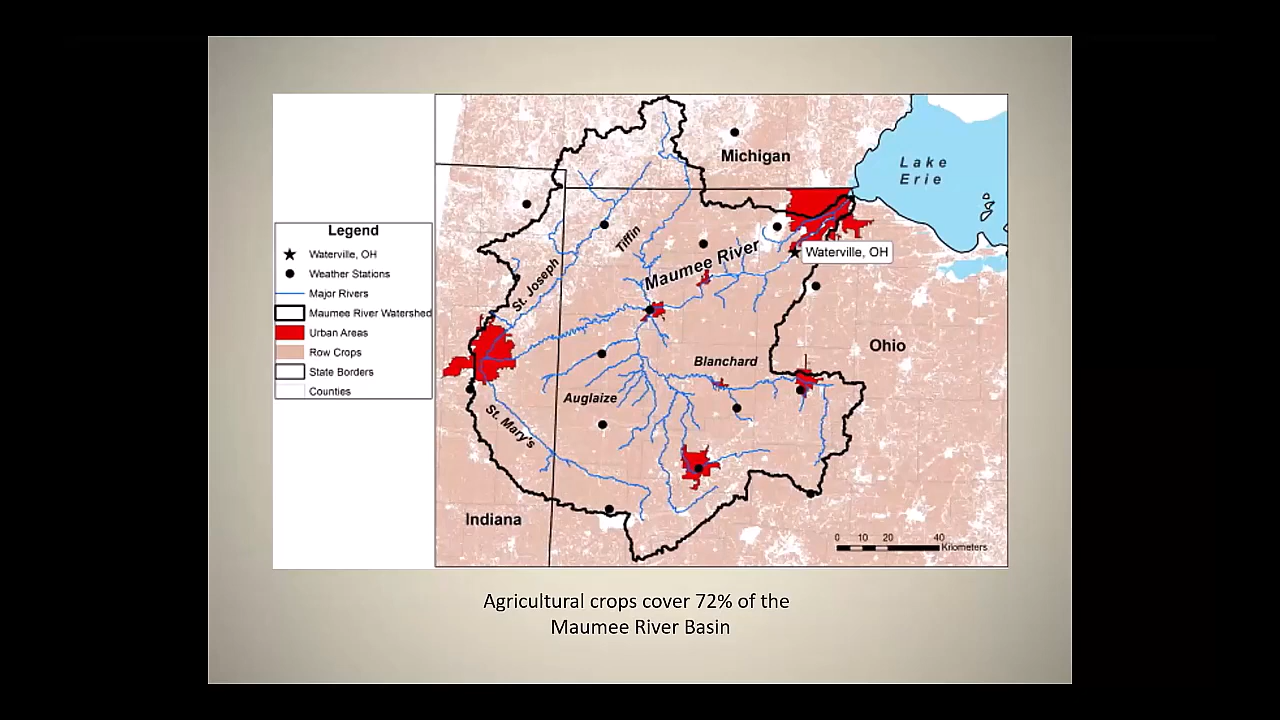 Michigan
Lake
Erie
Legend
Waterville, OH
Weather Stations
Major Rivers
Maumee River Watershed
Urban Areas
Row Crops
State Borders
Counties
Tiffin
St. Joseph
Maumee River
Waterville, OH
Ohio
Blanchard
Auglaize
St. Mary's
Indiana
0 10 20 40
Kilometers
Agricultural crops cover 72% of the
Maumee River Basin